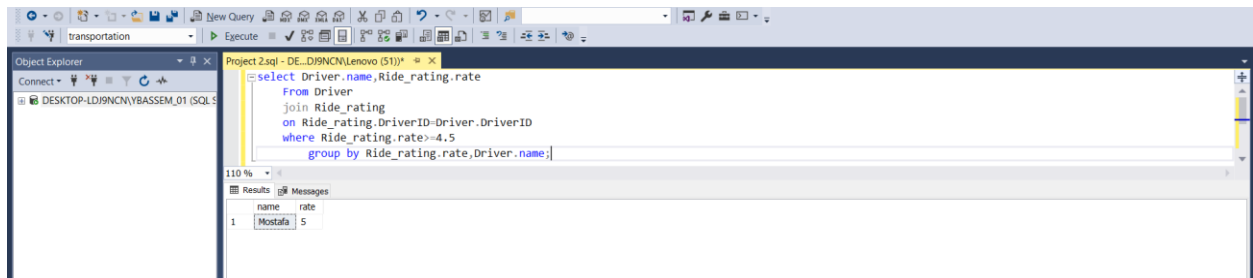 New Query
transportation
Execute
Object Explorer
Project 2.sql - DE...DJ9NCN\Lenovo (51))*
Connect
DESKTOP-LDJ9NCN\YBASSEM_01 (SQL S
select Driver.name,Ride_rating.rate
From Driver
join Ride_rating
on Ride_rating.DriverID=Driver.DriverID
where Ride_rating.rate>=4.5
group by Ride_rating.rate,Driver.name;
110 %
Results Messages
name rate
1 Mostafa 5